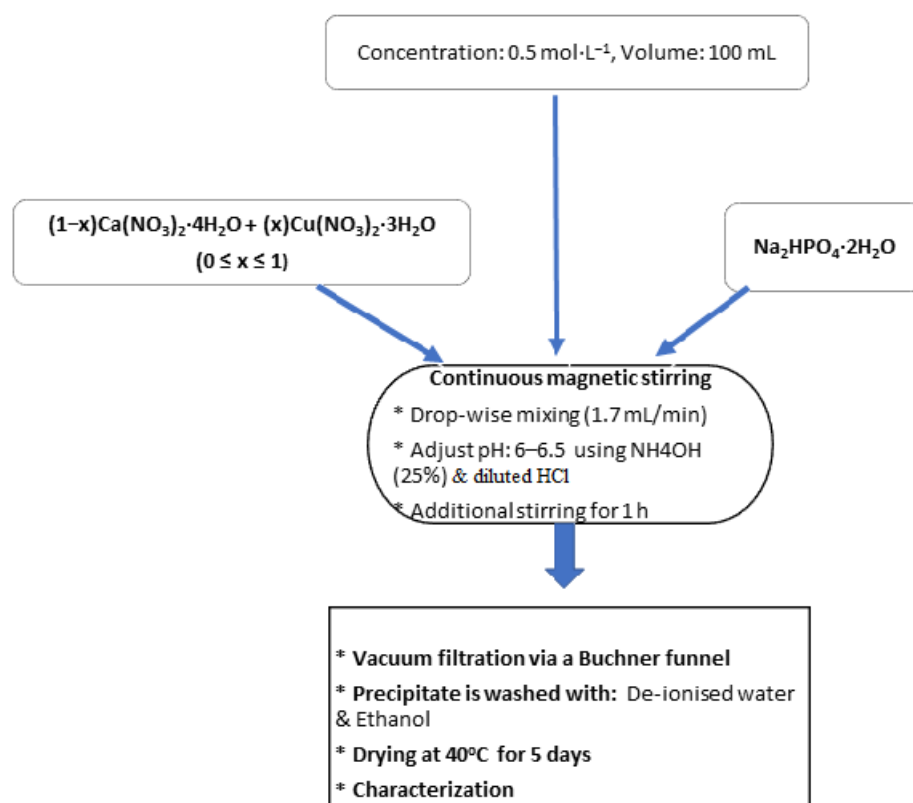 Concentration: 0.5 mol·L⁻¹, Volume: 100 mL
(1−x)Ca(NO₃)₂·4H₂O + (x)Cu(NO₃)₂·3H₂O
(0 ≤ x ≤ 1)
Na₂HPO₄·2H₂O
Continuous magnetic stirring
* Drop-wise mixing (1.7 mL/min)
* Adjust pH: 6–6.5 using NH4OH
(25%) & diluted HCl
* Additional stirring for 1 h
* Vacuum filtration via a Buchner funnel
* Precipitate is washed with: De-ionised water
& Ethanol
* Drying at 40°C for 5 days
* Characterization